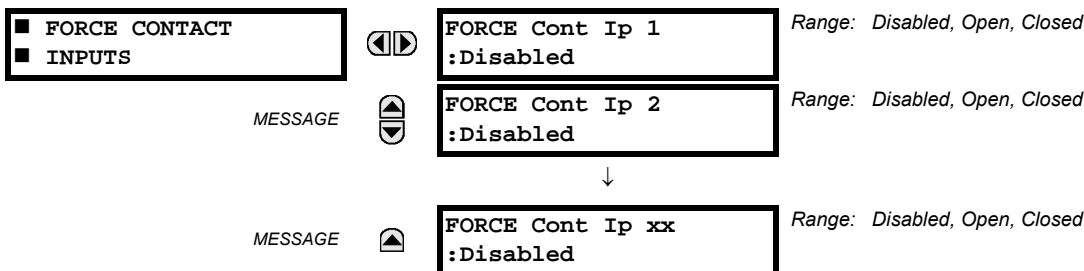 ■ FORCE CONTACT
■ INPUTS
FORCE Cont Ip 1
:Disabled
Range: Disabled, Open, Closed
MESSAGE
FORCE Cont Ip 2
:Disabled
Range: Disabled, Open, Closed
↓
MESSAGE
FORCE Cont Ip xx
:Disabled
Range: Disabled, Open, Closed